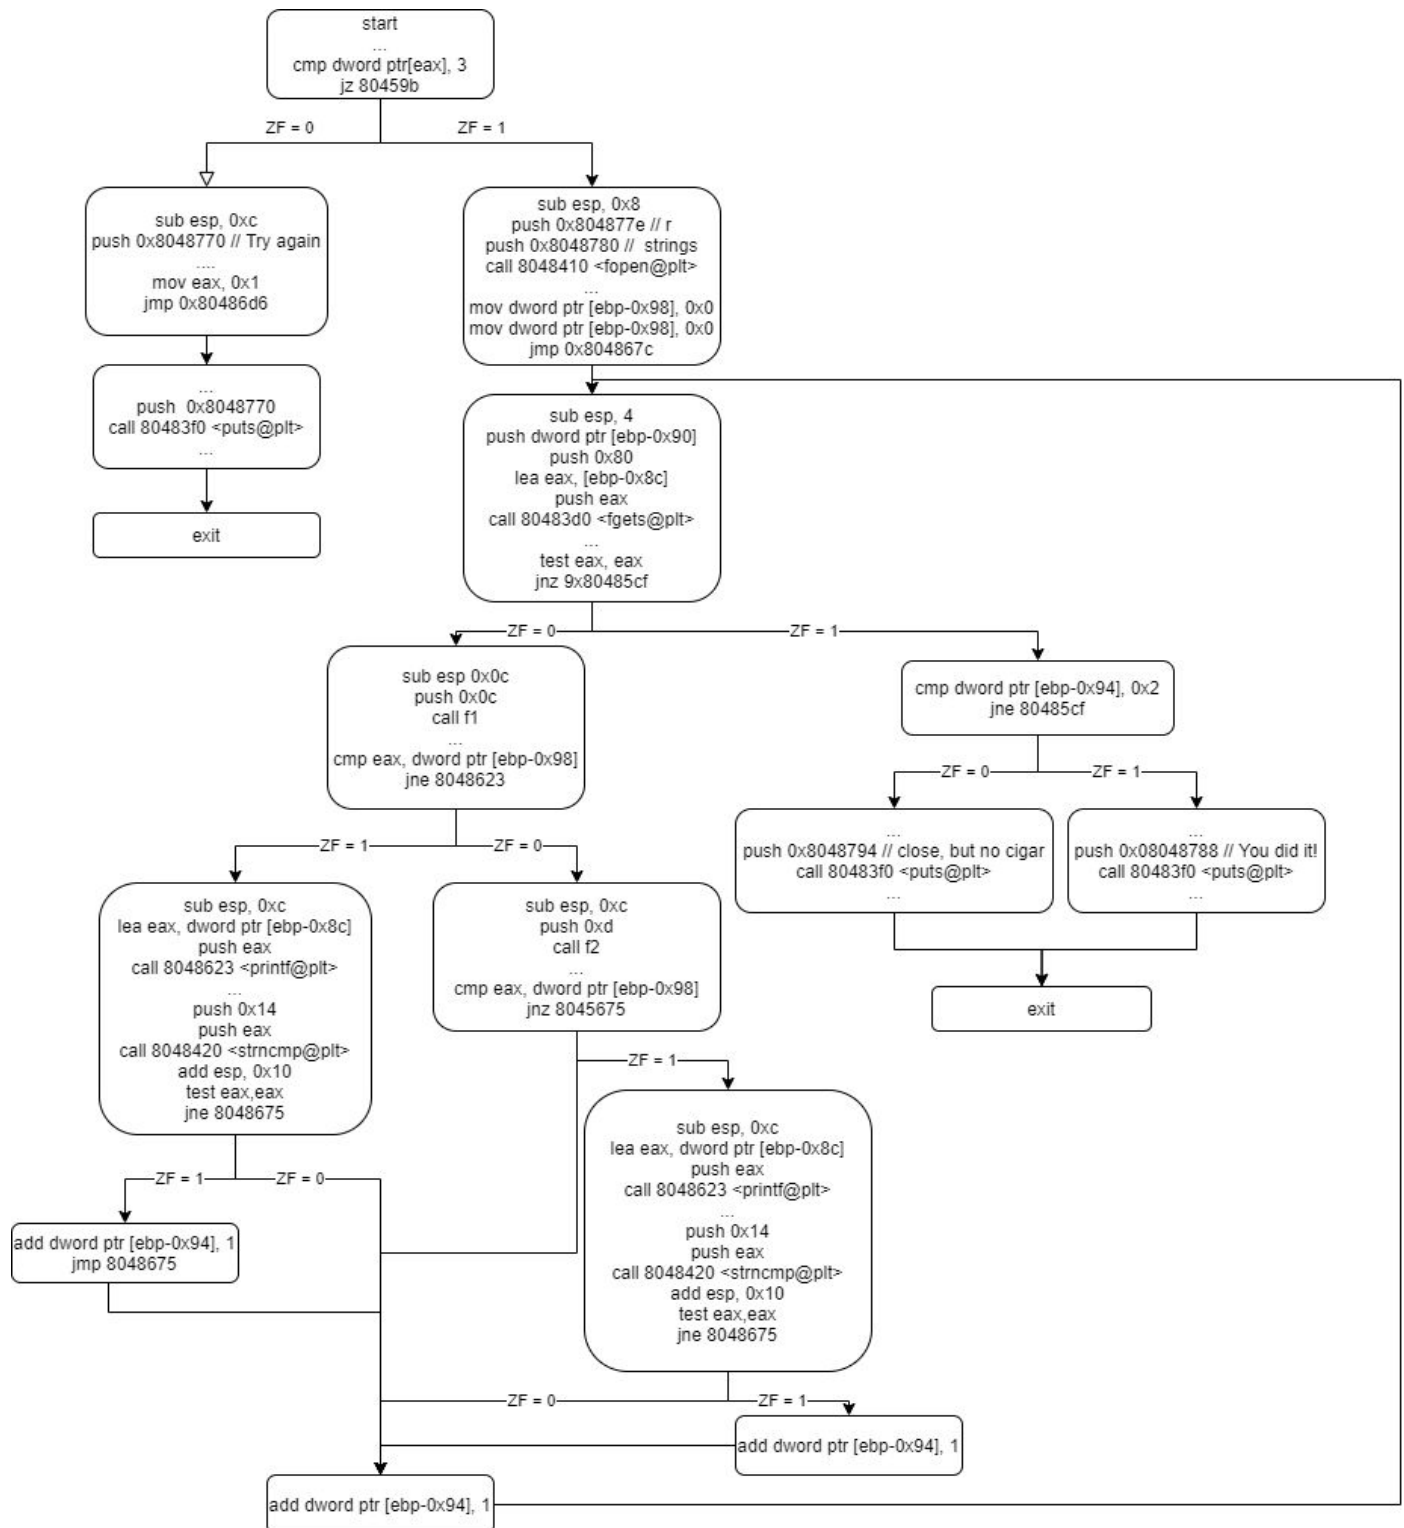 start
...
cmp dword ptr[eax], 3
jz 80459b
ZF = 0
ZF = 1
sub esp, 0xc
push 0x8048770 // Try again
....
mov eax, 0x1
jmp 0x80486d6
sub esp, 0x8
push 0x804877e // r
push 0x8048780 // strings
call 8048410 <fopen@plt>
...
mov dword ptr [ebp-0x98], 0x0
mov dword ptr [ebp-0x98], 0x0
jmp 0x804867c
...
push 0x8048770
call 80483f0 <puts@plt>
...
exit
sub esp, 4
push dword ptr [ebp-0x90]
push 0x80
lea eax, [ebp-0x8c]
push eax
call 80483d0 <fgets@plt>
...
test eax, eax
jnz 9x80485cf
ZF = 0
ZF = 1
sub esp 0x0c
push 0x0c
call f1
...
cmp eax, dword ptr [ebp-0x98]
jne 8048623
cmp dword ptr [ebp-0x94], 0x2
jne 80485cf
ZF = 0
ZF = 1
...
push 0x8048794 // close, but no cigar
call 80483f0 <puts@plt>
...
...
push 0x08048788 // You did it!
call 80483f0 <puts@plt>
...
exit
ZF = 1
ZF = 0
sub esp, 0xc
lea eax, dword ptr [ebp-0x8c]
push eax
call 8048623 <printf@plt>
...
push 0x14
push eax
call 8048420 <strncmp@plt>
add esp, 0x10
test eax,eax
jne 8048675
sub esp, 0xc
push 0xd
call f2
...
cmp eax, dword ptr [ebp-0x98]
jnz 8045675
ZF = 1
sub esp, 0xc
lea eax, dword ptr [ebp-0x8c]
push eax
call 8048623 <printf@plt>
...
push 0x14
push eax
call 8048420 <strncmp@plt>
add esp, 0x10
test eax,eax
jne 8048675
ZF = 1
ZF = 0
add dword ptr [ebp-0x94], 1
jmp 8048675
ZF = 0
ZF = 1
add dword ptr [ebp-0x94], 1
add dword ptr [ebp-0x94], 1